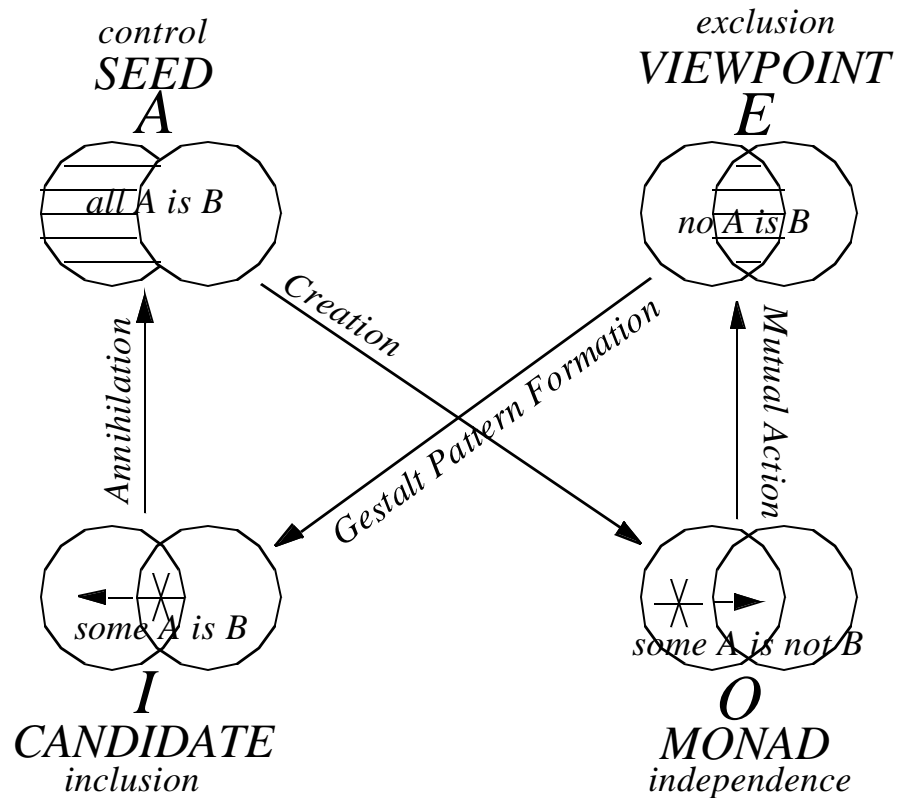 control
SEED
A
all A is B
exclusion
VIEWPOINT
E
no A is B
Creation
Gestalt Pattern Formation
Annihilation
Mutual Action
some A is B
I
CANDIDATE
inclusion
some A is not B
O
MONAD
independence